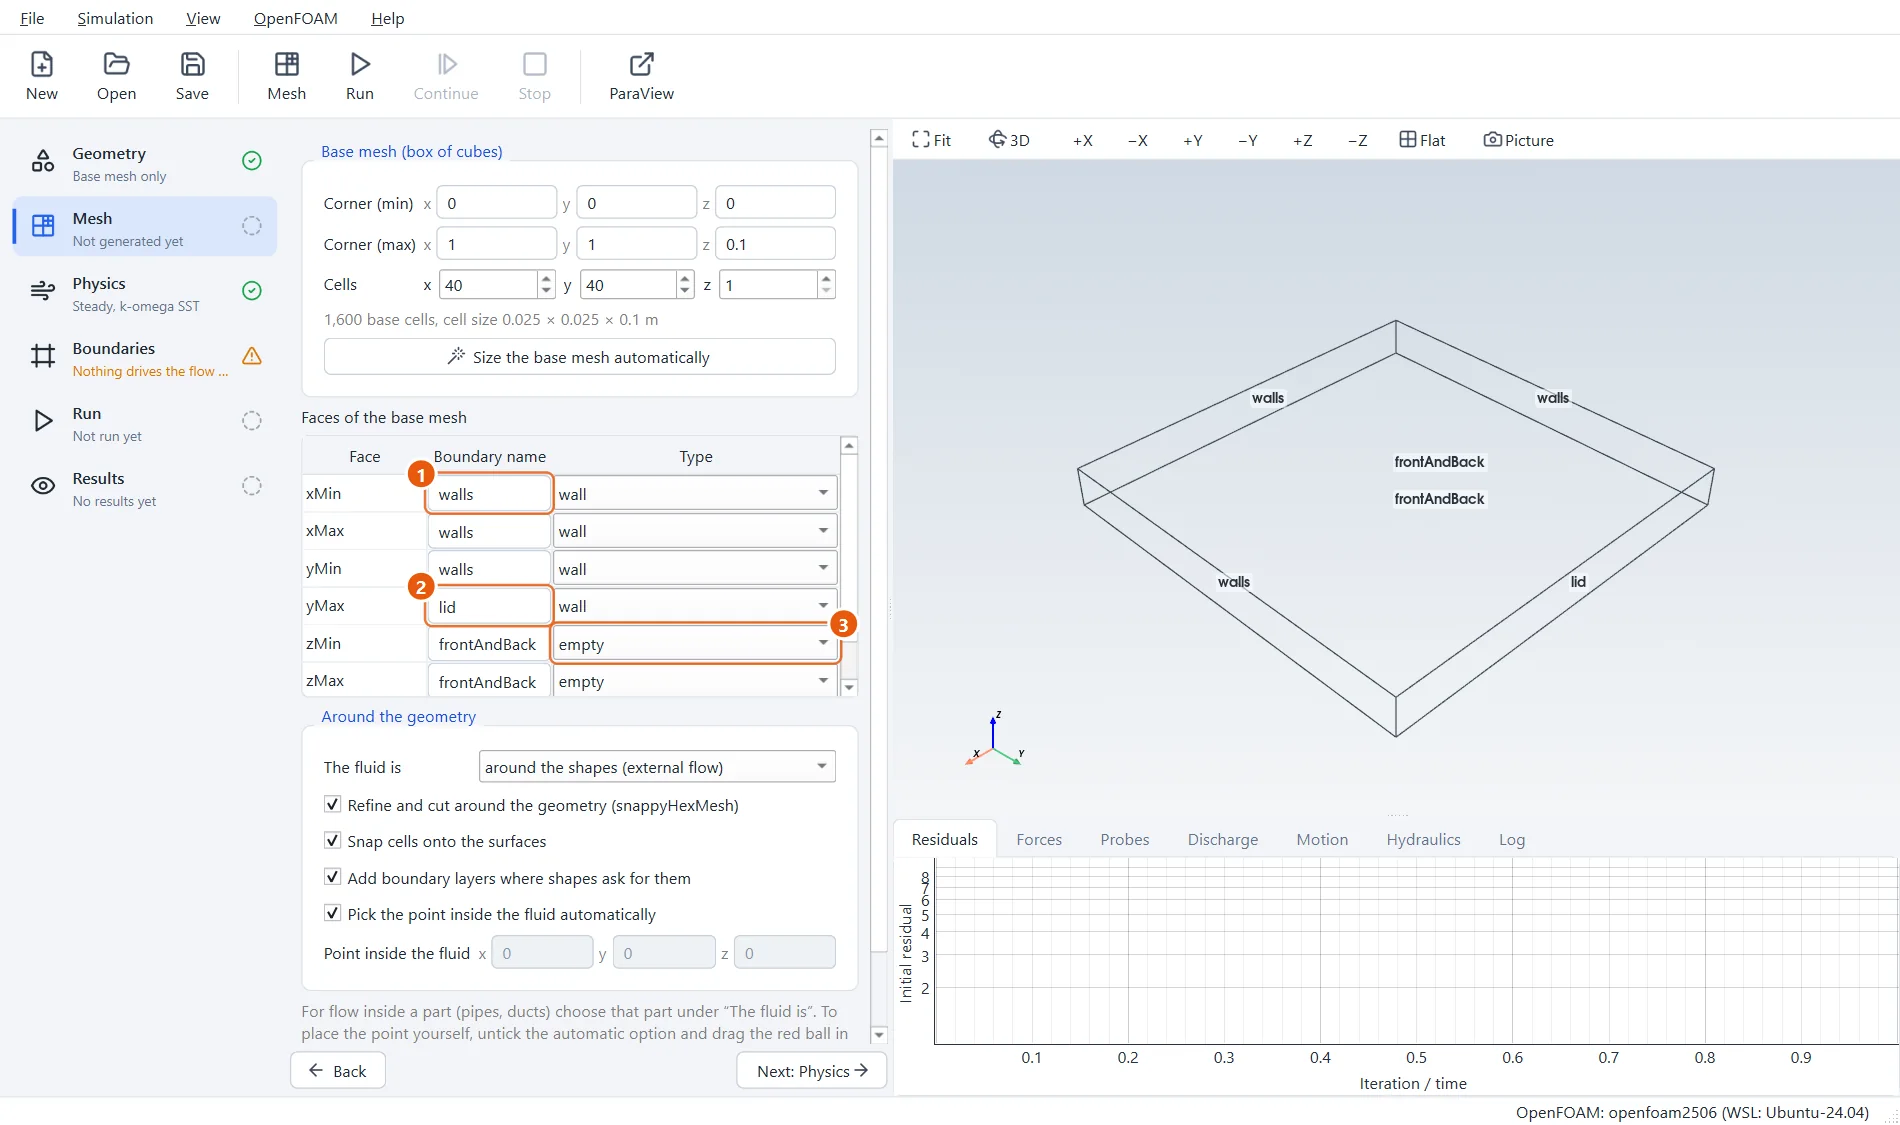 File Simulation View OpenFOAM Help
New Open Save Mesh Run Continue Stop ParaView
Geometry
Base mesh only
Mesh
Not generated yet
Physics
Steady, k-omega SST
Boundaries
Nothing drives the flow ...
Run
Not run yet
Results
No results yet
Base mesh (box of cubes)
Corner (min) x 0 y 0 z 0
Corner (max) x 1 y 1 z 0.1
Cells x 40 y 40 z 1
1,600 base cells, cell size 0.025 × 0.025 × 0.1 m
Size the base mesh automatically
Faces of the base mesh
Face Boundary name Type
1
xMin walls wall
xMax walls wall
yMin walls wall
2
yMax lid wall
3
zMin frontAndBack empty
zMax frontAndBack empty
Around the geometry
The fluid is around the shapes (external flow)
Refine and cut around the geometry (snappyHexMesh)
Snap cells onto the surfaces
Add boundary layers where shapes ask for them
Pick the point inside the fluid automatically
Point inside the fluid x 0 y 0 z 0
For flow inside a part (pipes, ducts) choose that part under “The fluid is”. To
place the point yourself, untick the automatic option and drag the red ball in
Back Next: Physics
Fit 3D +X −X +Y −Y +Z −Z Flat Picture
walls walls
frontAndBack
frontAndBack
walls lid
z
x Y
Residuals Forces Probes Discharge Motion Hydraulics Log
8
7
6
5
4
3
2
Initial residual
0.1 0.2 0.3 0.4 0.5 0.6 0.7 0.8 0.9
Iteration / time
OpenFOAM: openfoam2506 (WSL: Ubuntu-24.04)